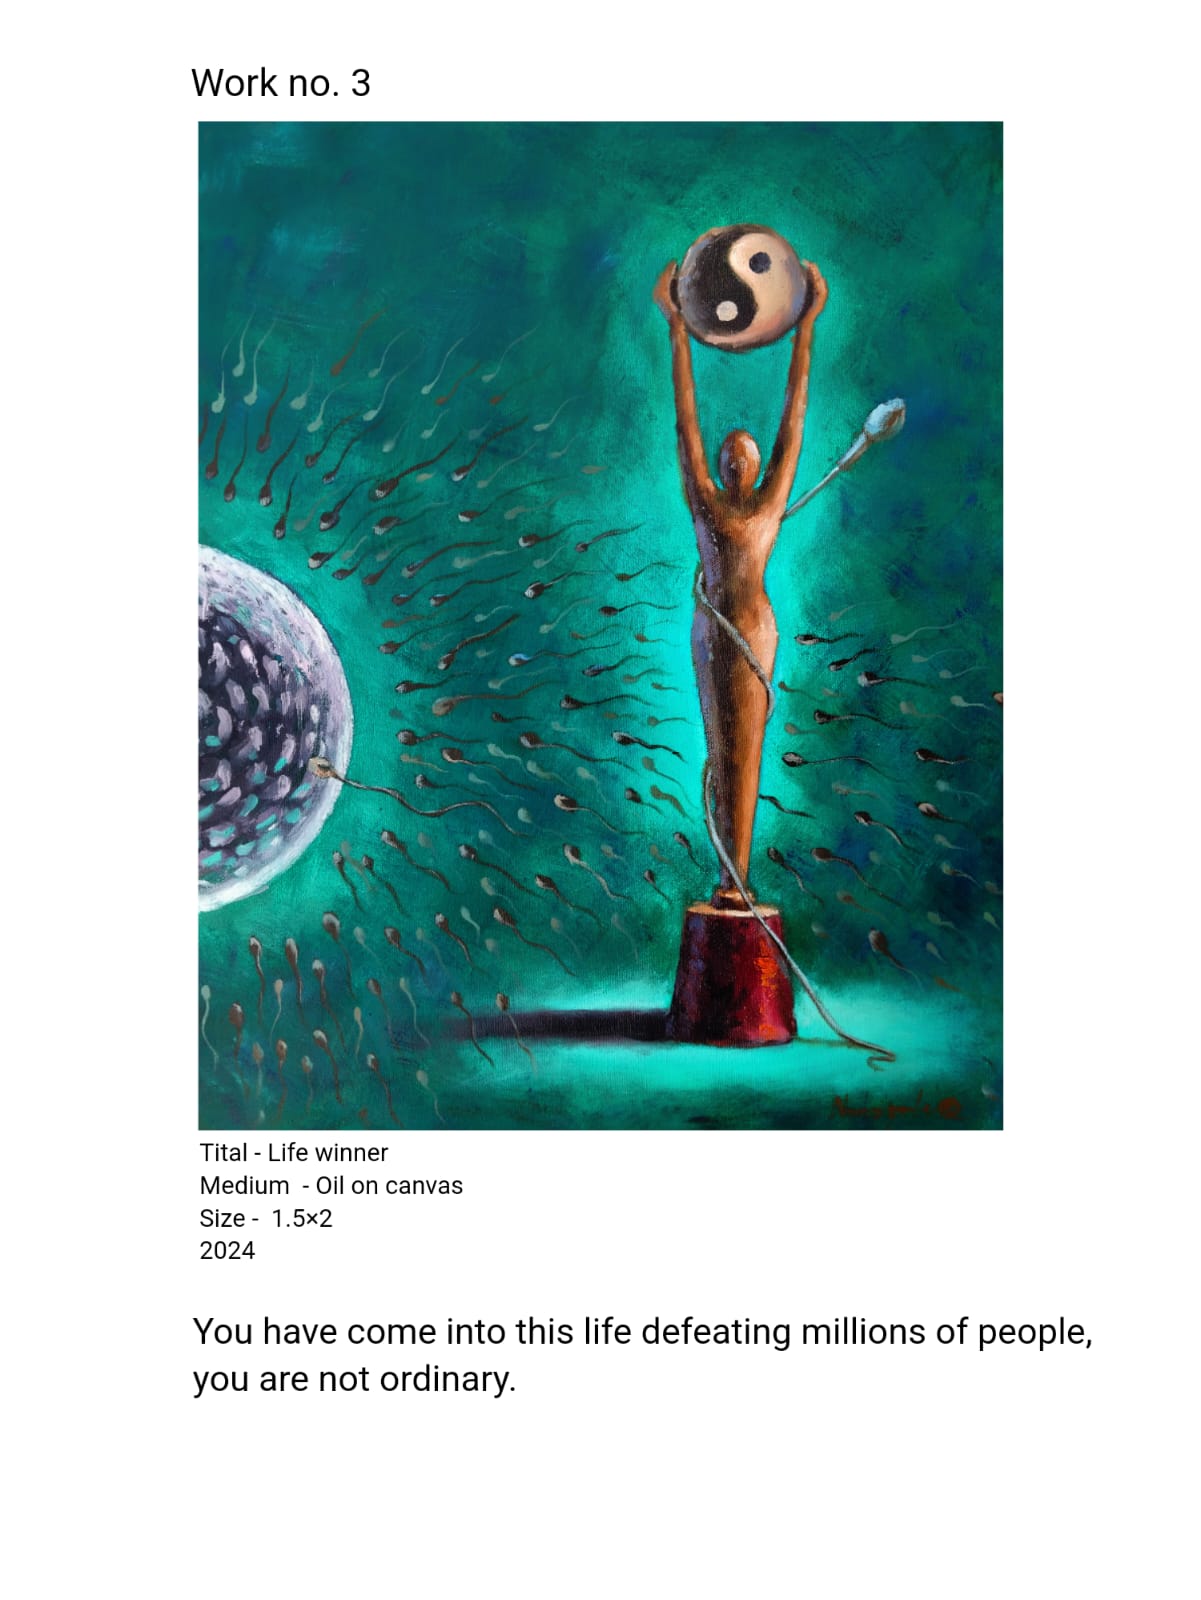 Work no. 3
Tital - Life winner
Medium  - Oil on canvas
Size -  1.5×2
2024
You have come into this life defeating millions of people,
you are not ordinary.